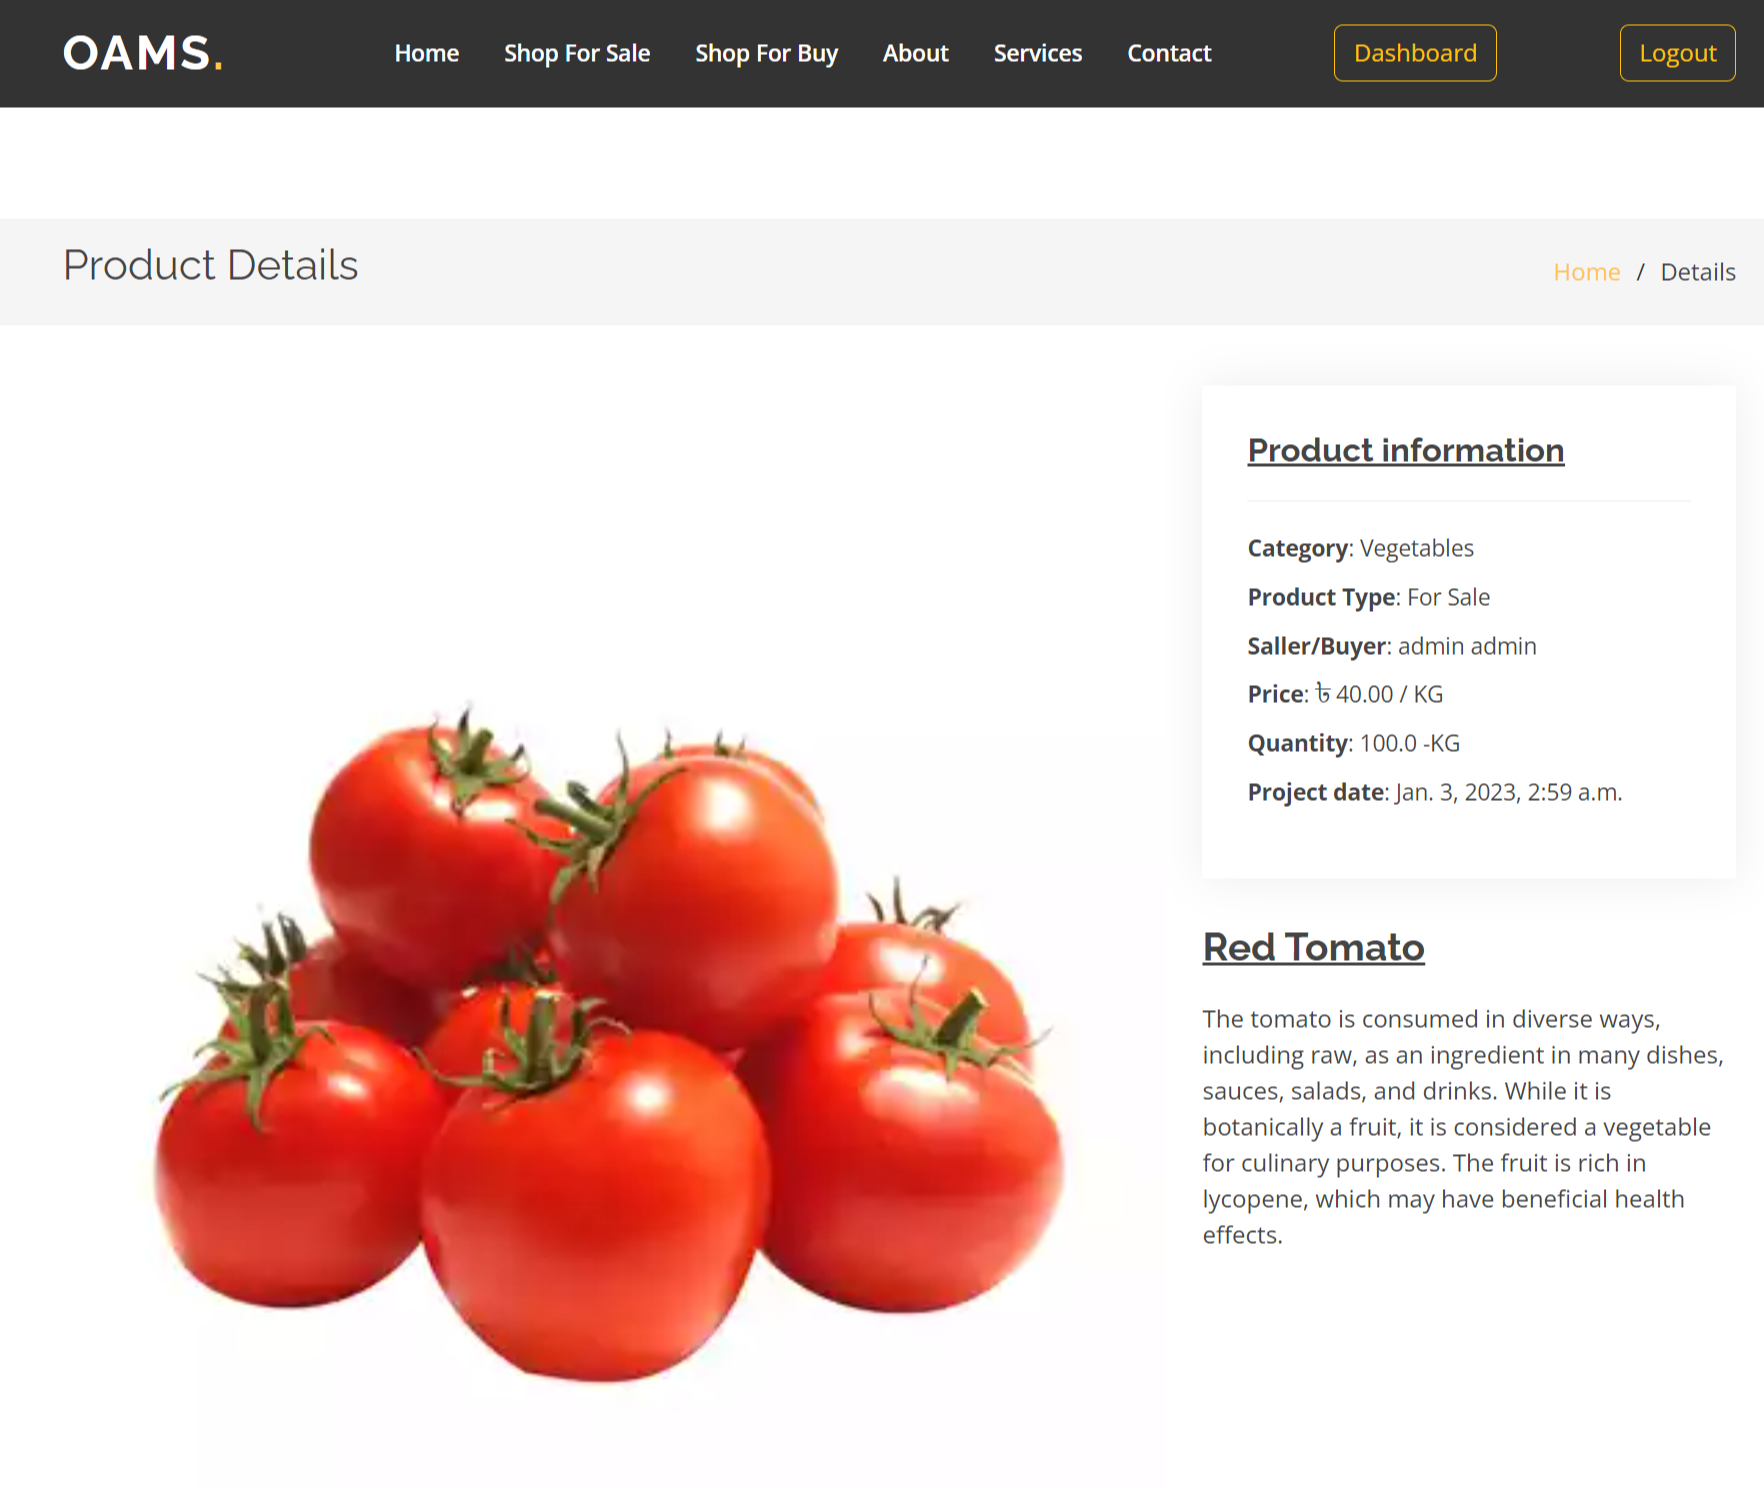 OAMS.
Home Shop For Sale Shop For Buy About Services Contact Dashboard Logout
Product Details
Home / Details
Product information
Category: Vegetables
Product Type: For Sale
Saller/Buyer: admin admin
Price: ৳ 40.00 / KG
Quantity: 100.0 -KG
Project date: Jan. 3, 2023, 2:59 a.m.
Red Tomato
The tomato is consumed in diverse ways,
including raw, as an ingredient in many dishes,
sauces, salads, and drinks. While it is
botanically a fruit, it is considered a vegetable
for culinary purposes. The fruit is rich in
lycopene, which may have beneficial health
effects.